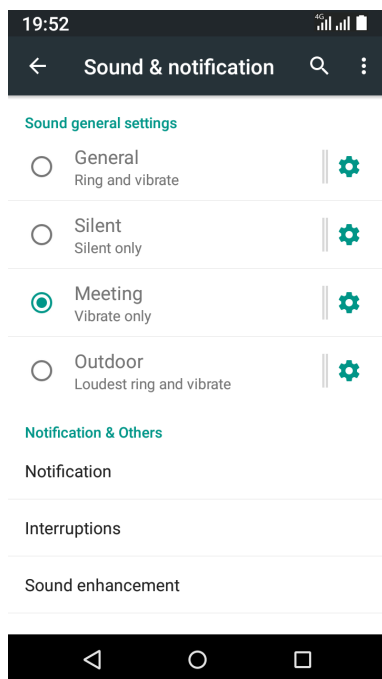 19:52
4G
Sound & notification
Sound general settings
General
Ring and vibrate
Silent
Silent only
Meeting
Vibrate only
Outdoor
Loudest ring and vibrate
Notification & Others
Notification
Interruptions
Sound enhancement